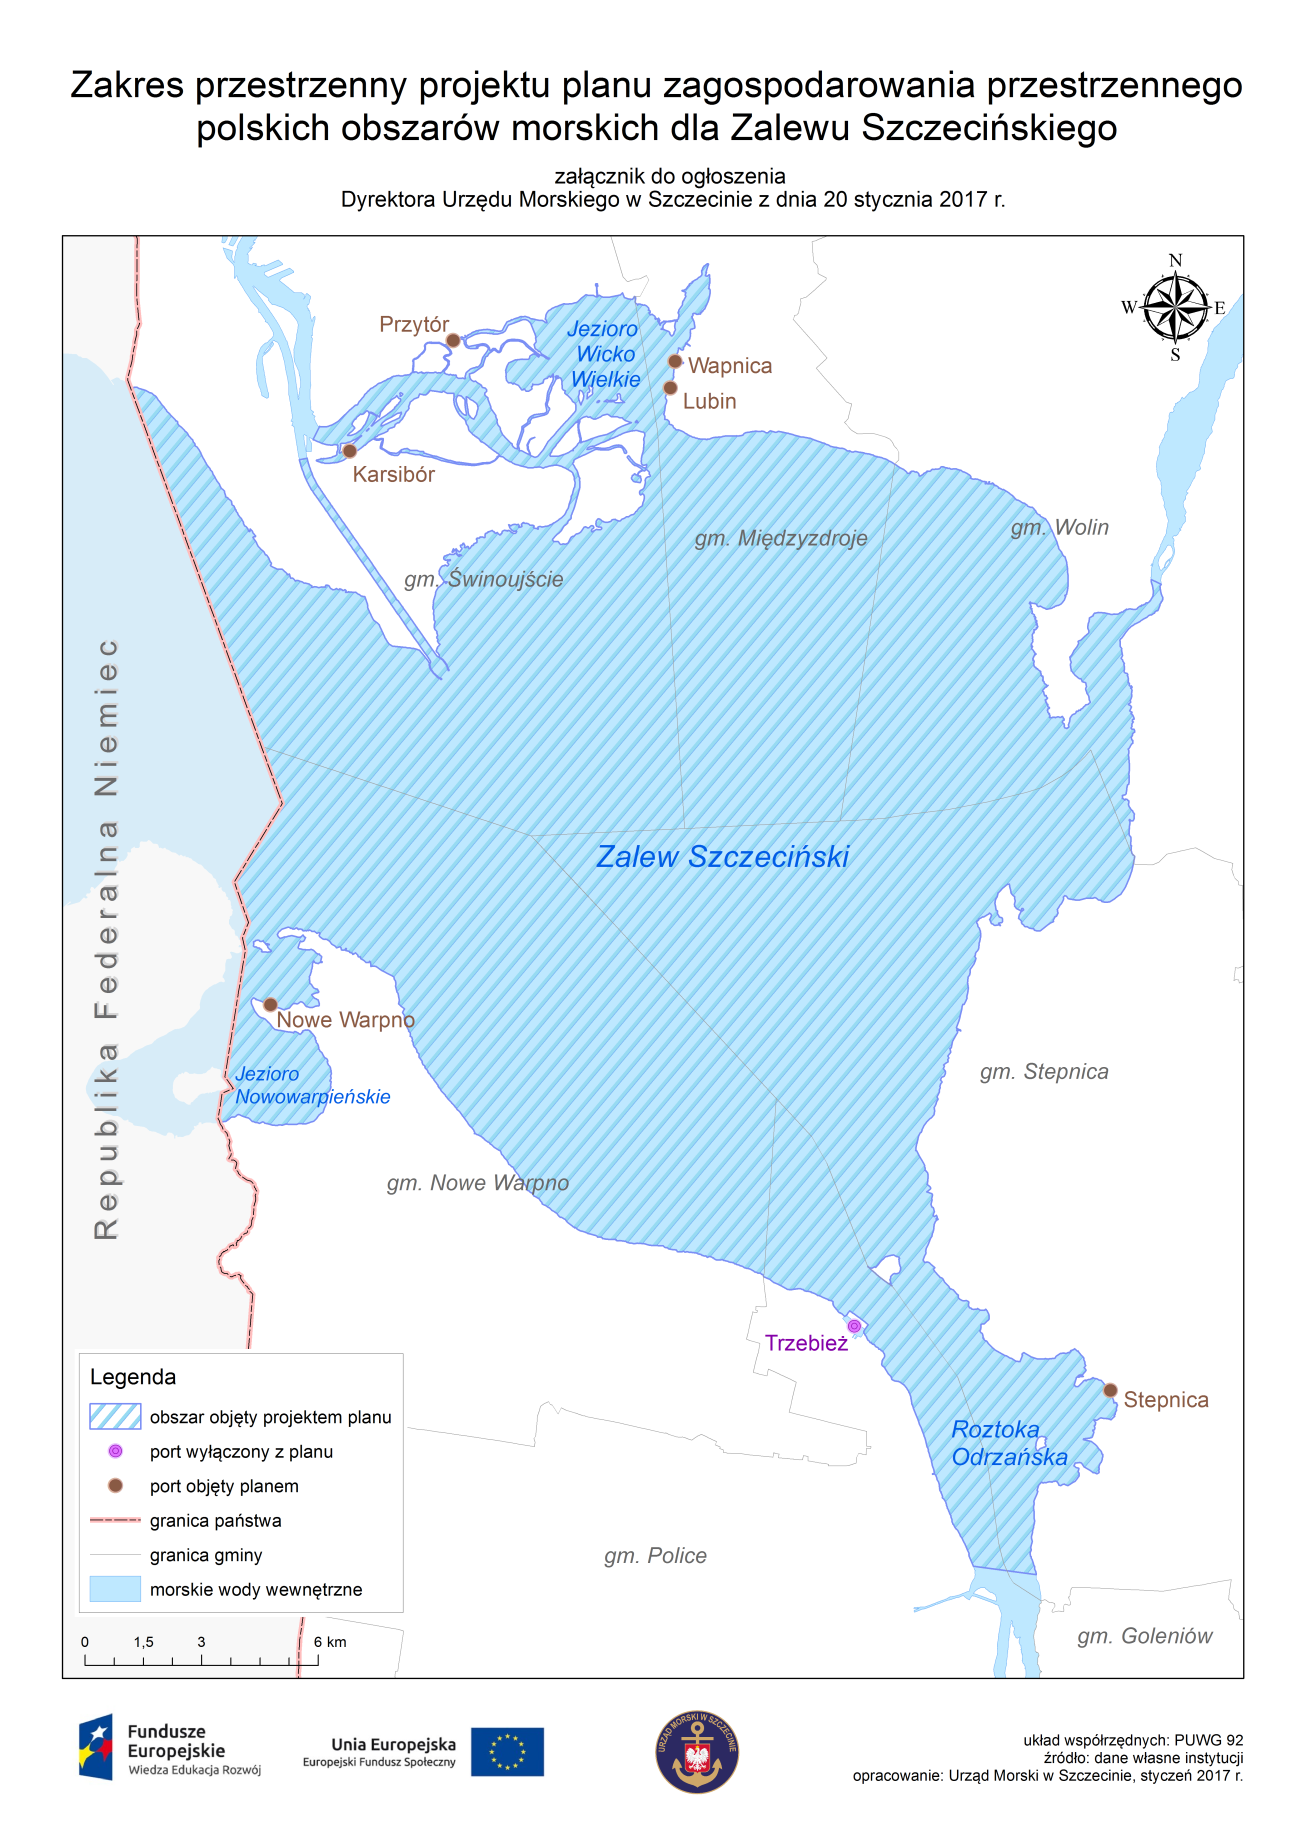 Zakres przestrzenny projektu planu zagospodarowania przestrzennego
polskich obszarów morskich dla Zalewu Szczecińskiego
załącznik do ogłoszenia
Dyrektora Urzędu Morskiego w Szczecinie z dnia 20 stycznia 2017 r.
N
W
E
S
Przytór
Jezioro
Wicko
Wielkie
Wapnica
Lubin
Karsibór
gm. Międzyzdroje
gm. Wolin
gm. Świnoujście
Republika Federalna Niemiec
Zalew Szczeciński
Nowe Warpno
Jezioro
Nowowarpieńskie
gm. Stepnica
gm. Nowe Warpno
Trzebież
Stepnica
Roztoka
Odrzańska
gm. Police
gm. Goleniów
Legenda
obszar objęty projektem planu
port wyłączony z planu
port objęty planem
granica państwa
granica gminy
morskie wody wewnętrzne
0 1,5 3 6 km
Fundusze
Europejskie
Wiedza Edukacja Rozwój
Unia Europejska
Europejski Fundusz Społeczny
URZĄD MORSKI W SZCZECINIE
układ współrzędnych: PUWG 92
źródło: dane własne instytucji
opracowanie: Urząd Morski w Szczecinie, styczeń 2017 r.